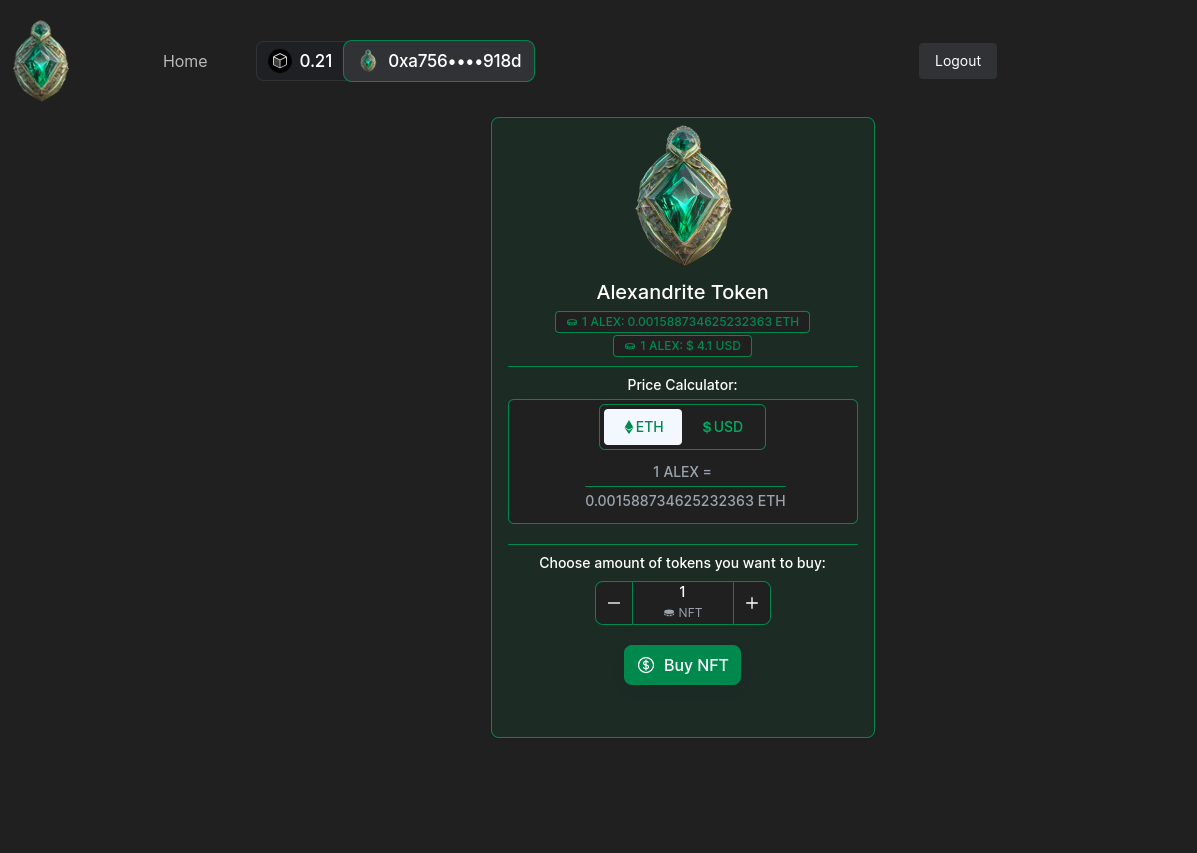 Home
0.21
0xa756••••918d
Logout
Alexandrite Token
1 ALEX: 0.001588734625232363 ETH
1 ALEX: $ 4.1 USD
Price Calculator:
ETH
$ USD
1 ALEX =
0.001588734625232363 ETH
Choose amount of tokens you want to buy:
1
NFT
Buy NFT